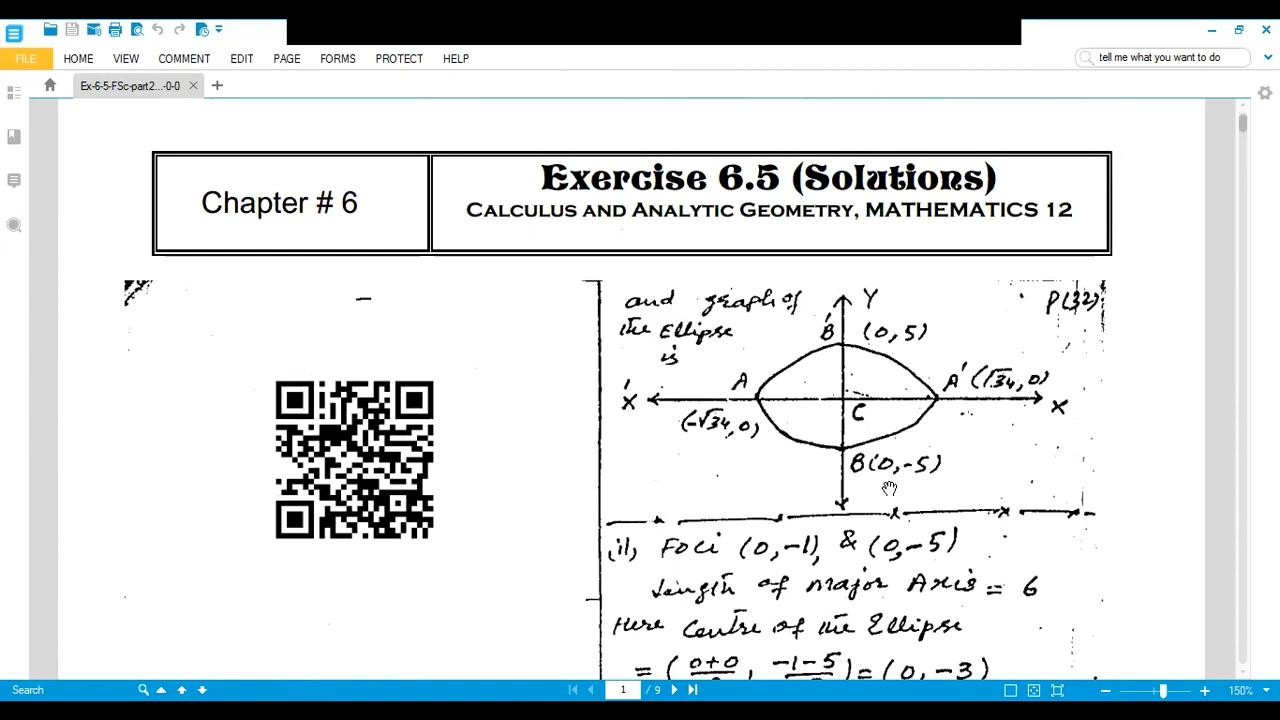 FILE HOME VIEW COMMENT EDIT PAGE FORMS PROTECT HELP
tell me what you want to do
Ex-6-5-FSc-part2...-0-0
Chapter # 6
Exercise 6.5 (Solutions)
CALCULUS AND ANALYTIC GEOMETRY, MATHEMATICS 12
and graph of
the Ellipse
is
Y
P(32)
B' (0, 5)
A
A' (√34, 0)
X'
X
(-√34, 0)
C
B(0, -5)
(ii) Foci (0, -1), & (0, -5)
Length of major Axis = 6
Here Centre of the Ellipse
= (0+0/2, -1-5/2) = (0, -3)
Search
1 / 9
150%